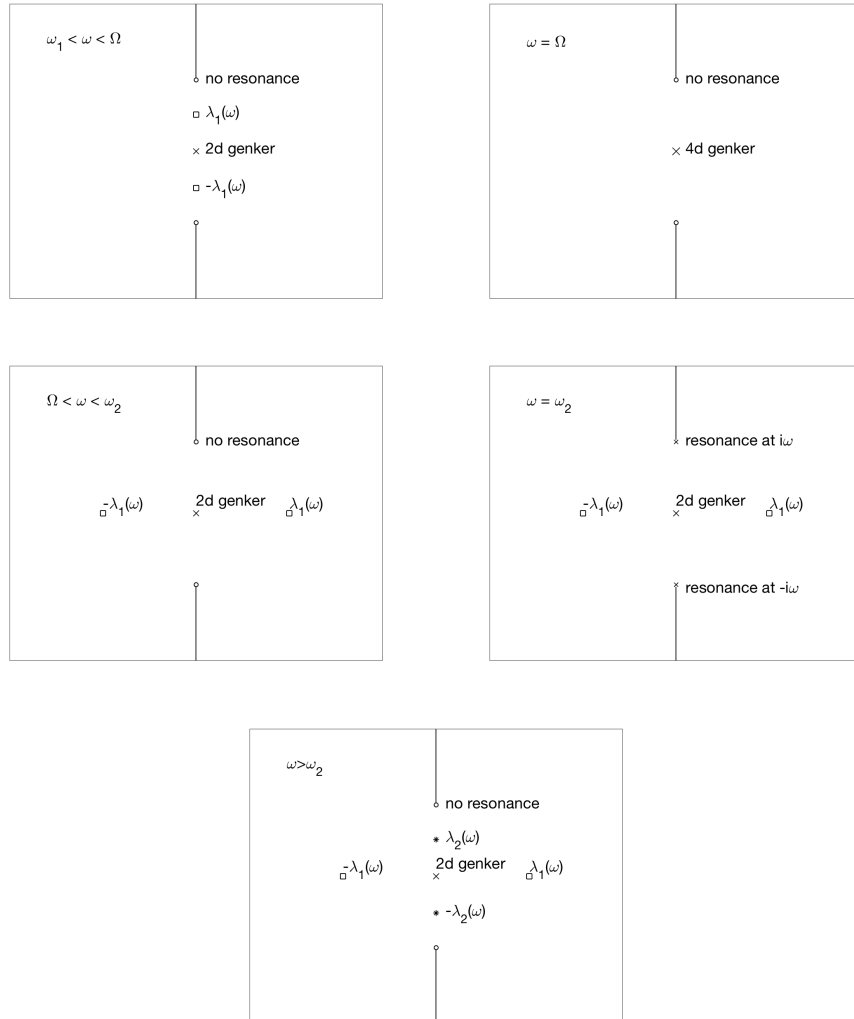 ω₁ < ω < Ω
no resonance
λ₁(ω)
2d genker
-λ₁(ω)
ω = Ω
no resonance
4d genker
Ω < ω < ω₂
no resonance
-λ₁(ω)
2d genker
λ₁(ω)
ω = ω₂
resonance at iω
-λ₁(ω)
2d genker
λ₁(ω)
resonance at -iω
ω>ω₂
no resonance
λ₂(ω)
-λ₁(ω)
2d genker
λ₁(ω)
-λ₂(ω)